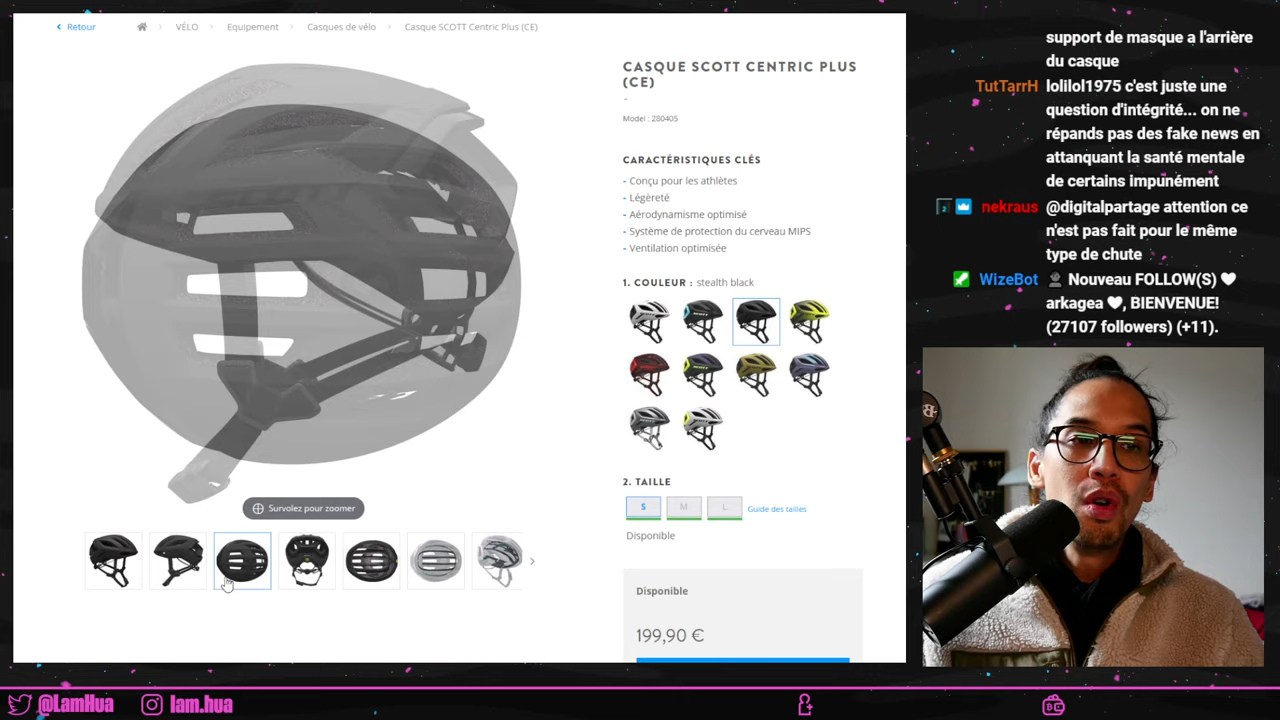 Retour
VÉLO
Equipement
Casques de vélo
Casque SCOTT Centric Plus (CE)
CASQUE SCOTT CENTRIC PLUS
(CE)
-
Model : 280405
CARACTÉRISTIQUES CLÉS
- Conçu pour les athlètes
- Légèreté
- Aérodynamisme optimisé
- Système de protection du cerveau MIPS
- Ventilation optimisée
1. COULEUR : stealth black
2. TAILLE
S M L Guide des tailles
Disponible
Disponible
199,90 €
Survolez pour zoomer
support de masque a l'arrière
du casque
TutTarrH lolilol1975 c'est juste une
question d'intégrité... on ne
répands pas des fake news en
attanquant la santé mentale
de certains impunément
2 nekraus @digitalpartage attention ce
n'est pas fait pour le même
type de chute
WizeBot Nouveau FOLLOW(S)
arkagea, BIENVENUE!
(27107 followers) (+11).
@LamHua
lam.hua